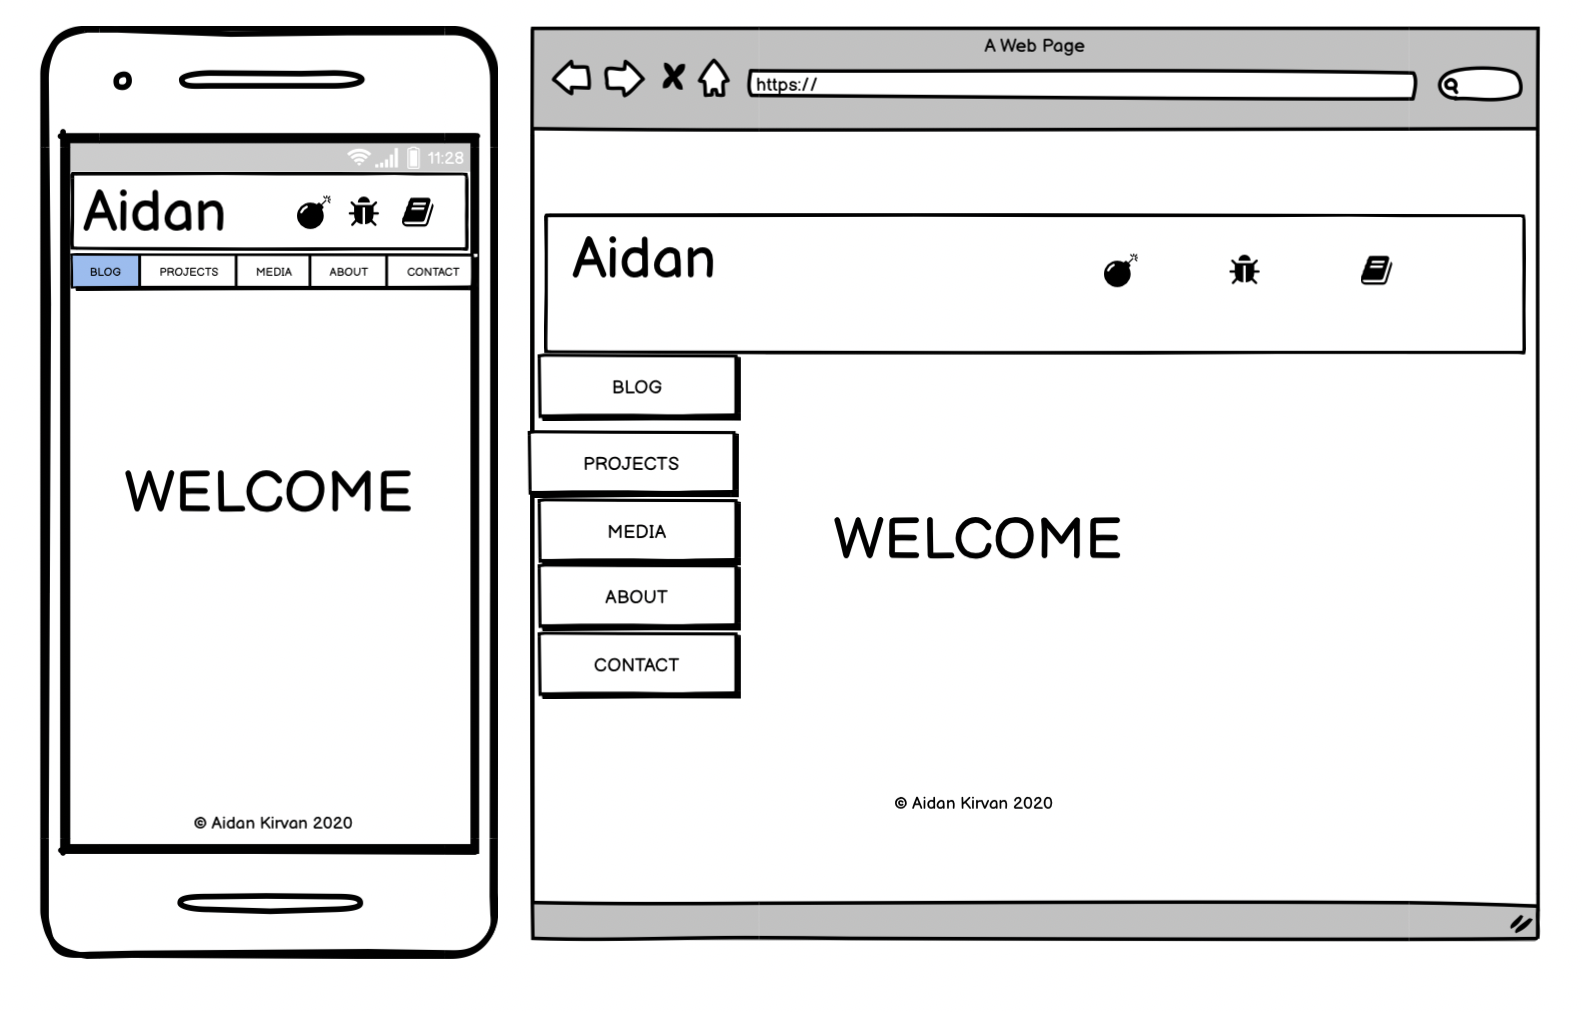 11:28
Aidan
BLOG PROJECTS MEDIA ABOUT CONTACT
WELCOME
© Aidan Kirvan 2020
A Web Page
https://
Aidan
BLOG
PROJECTS
MEDIA
ABOUT
CONTACT
WELCOME
© Aidan Kirvan 2020